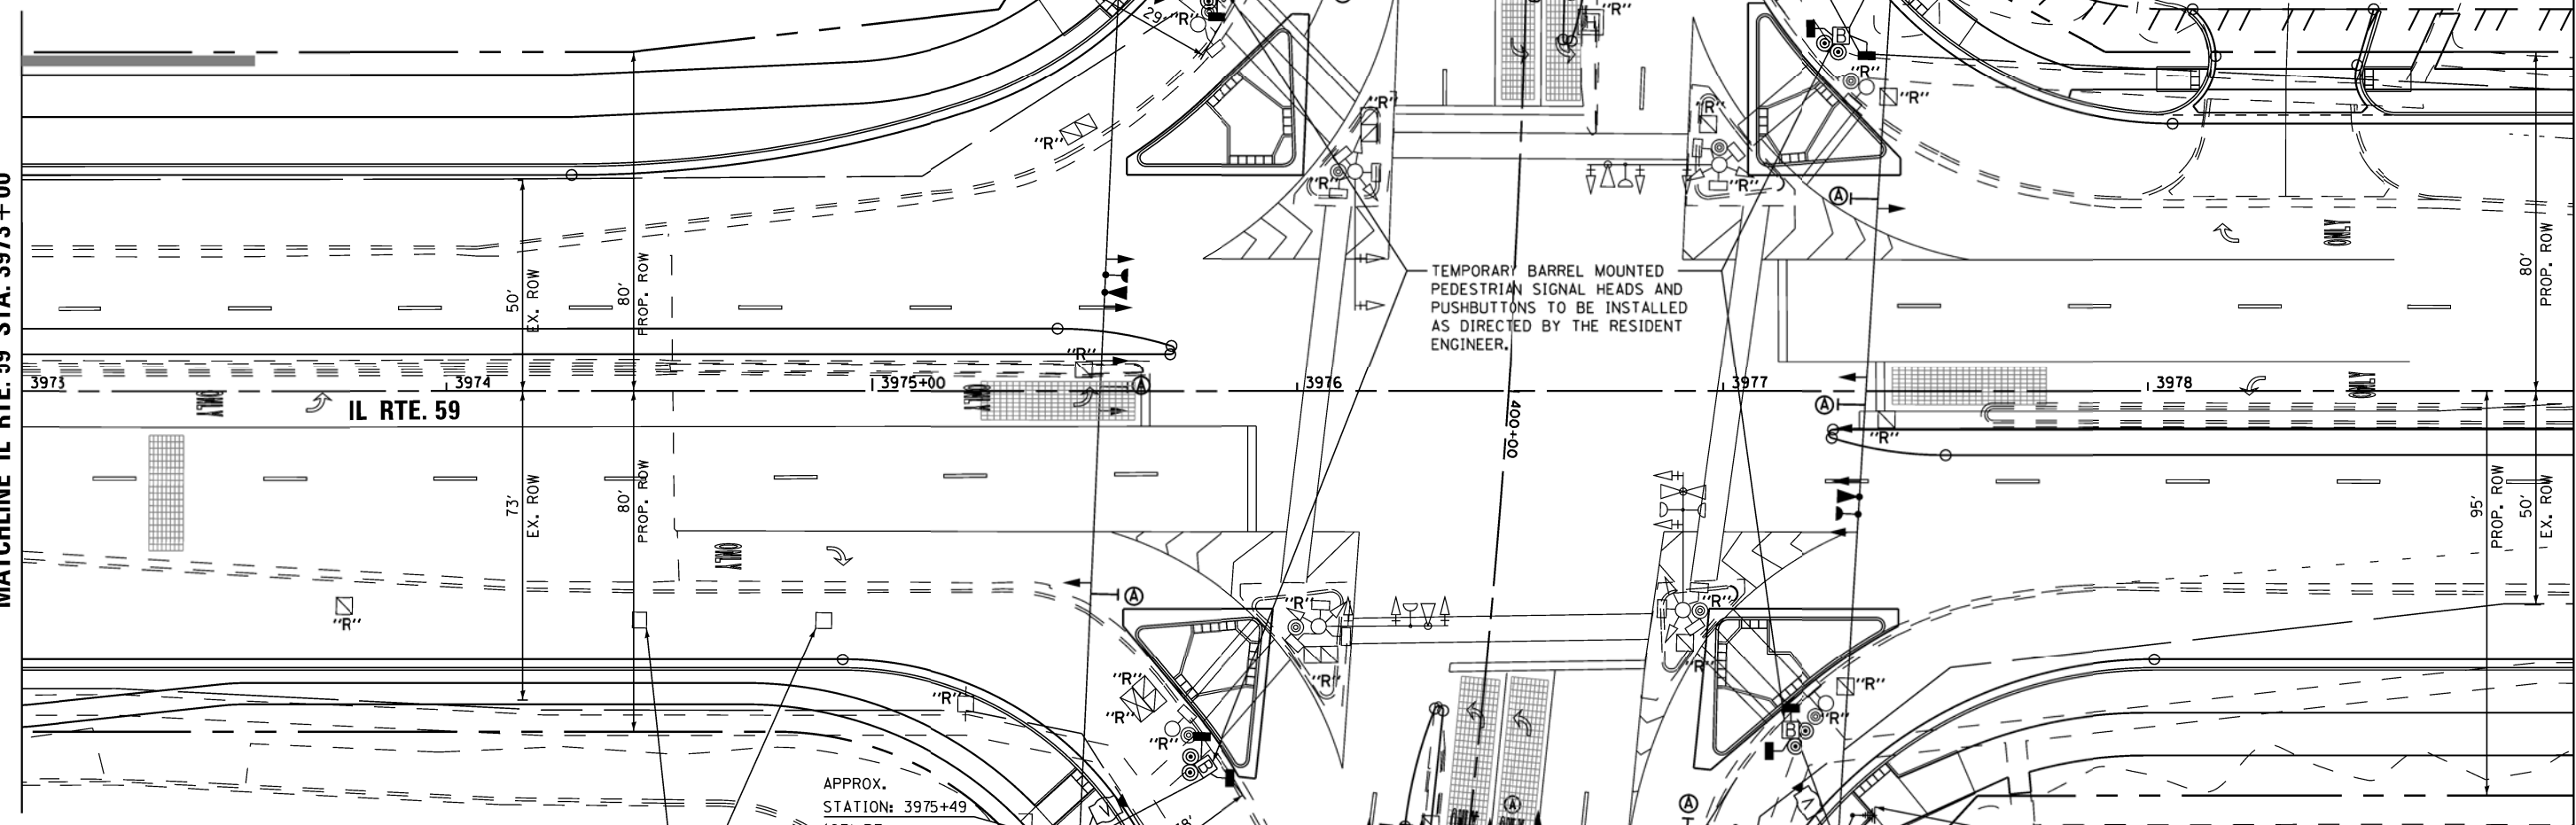 MATCHLINE IL RTE. 59 STA. 3973+00
29'
"R"
"R"
B
"R"
"R"
"R"
"R"
"R"
"R"
"R"
A
ONLY
50'
EX. ROW
80'
PROP. ROW
80'
PROP. ROW
TEMPORARY BARREL MOUNTED
PEDESTRIAN SIGNAL HEADS AND
PUSHBUTTONS TO BE INSTALLED
AS DIRECTED BY THE RESIDENT
ENGINEER.
"R"
3973
3974
3975+00
3976
3977
3978
A
ONLY
ONLY
ONLY
IL RTE. 59
400+00
A
"R"
73'
EX. ROW
80'
PROP. ROW
95'
PROP. ROW
50'
EX. ROW
ONLY
A
"R"
"R"
"R"
"R"
"R"
"R"
"R"
"R"
"R"
"R"
"R"
B
B
APPROX.
STATION: 3975+49
A
A